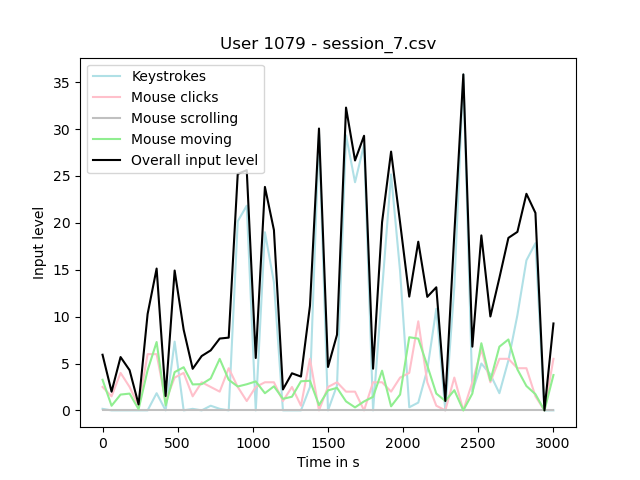 User 1079 - session_7.csv
Keystrokes
Mouse clicks
Mouse scrolling
Mouse moving
Overall input level
35
30
25
20
15
10
5
0
Input level
0 500 1000 1500 2000 2500 3000
Time in s